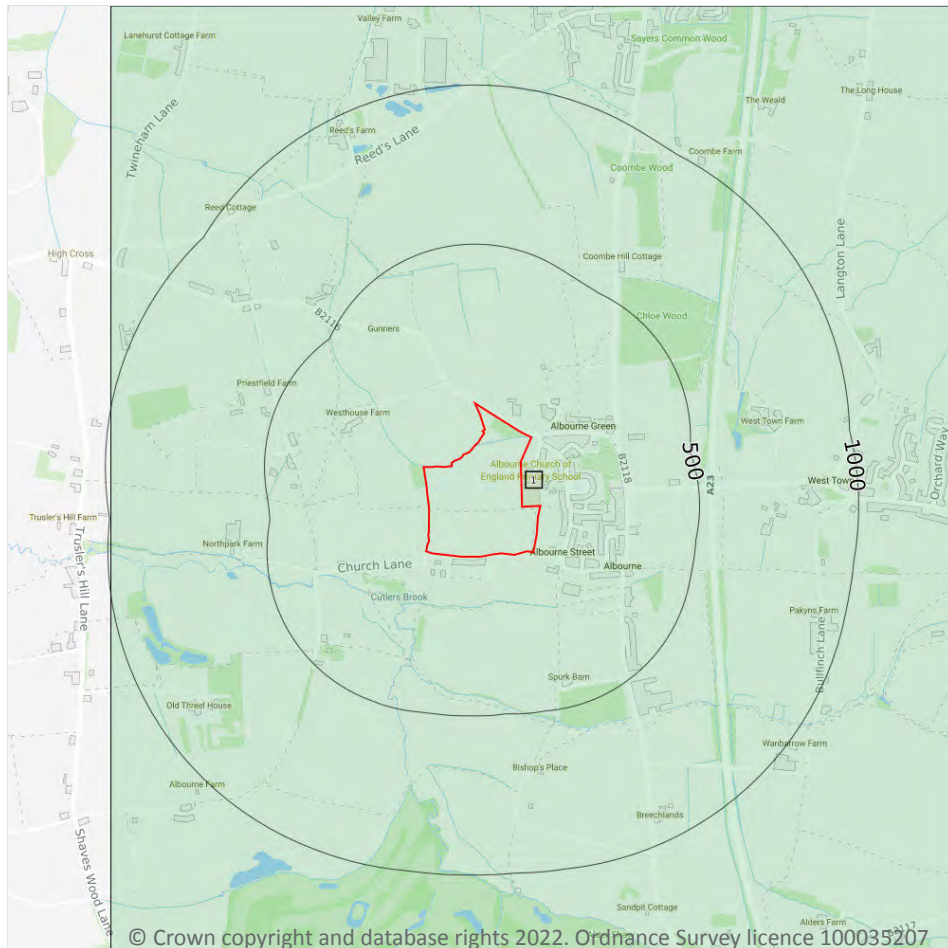 Valley Farm
Lanehurst Cottage Farm
Sayers Common Wood
The Long House
The Weald
Twineham Lane
Reed's Farm
Reed's Lane
Coombe Farm
Coombe Wood
Reed Cottage
Langton Lane
High Cross
Coombe Hill Cottage
B2116
Gunners
Chloe Wood
Priestfield Farm
Westhouse Farm
Albourne Green
West Town Farm
Orchard Way
Albourne Church of
England Primary School
B2118
500
1000
A23
1
West Town
Trusler's Hill Farm
Trusler's Hill Lane
Northpark Farm
Albourne Street
Church Lane
Albourne
Cutlers Brook
Pakyns Farm
Bullfinch Lane
Spurk Barn
Old Threel House
Wanbarrow Farm
Bishop's Place
Albourne Farm
Breechlands
Shaves Wood Lane
Sandpit Cottage
Alders Farm
B2117
© Crown copyright and database rights 2022. Ordnance Survey licence 100035207